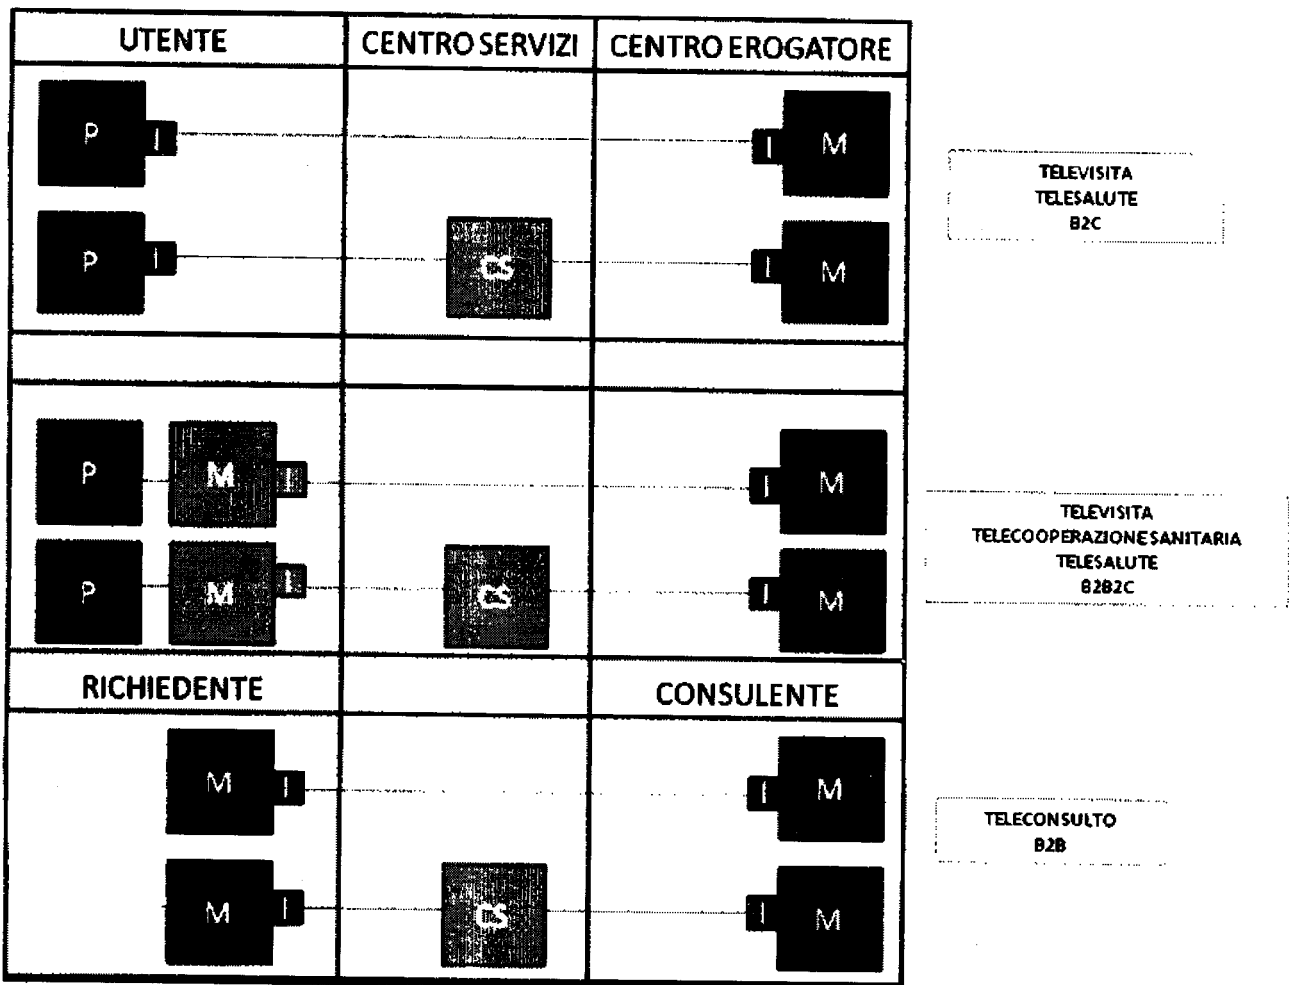 UTENTE CENTRO SERVIZI CENTRO EROGATORE
P I I M
TELEVISITA
TELESALUTE
B2C
P I CS I M
P M I I M
TELEVISITA
TELECOOPERAZIONE SANITARIA
TELESALUTE
B2B2C
P M I CS I M
RICHIEDENTE CONSULENTE
M I I M
TELECONSULTO
B2B
M I CS I M